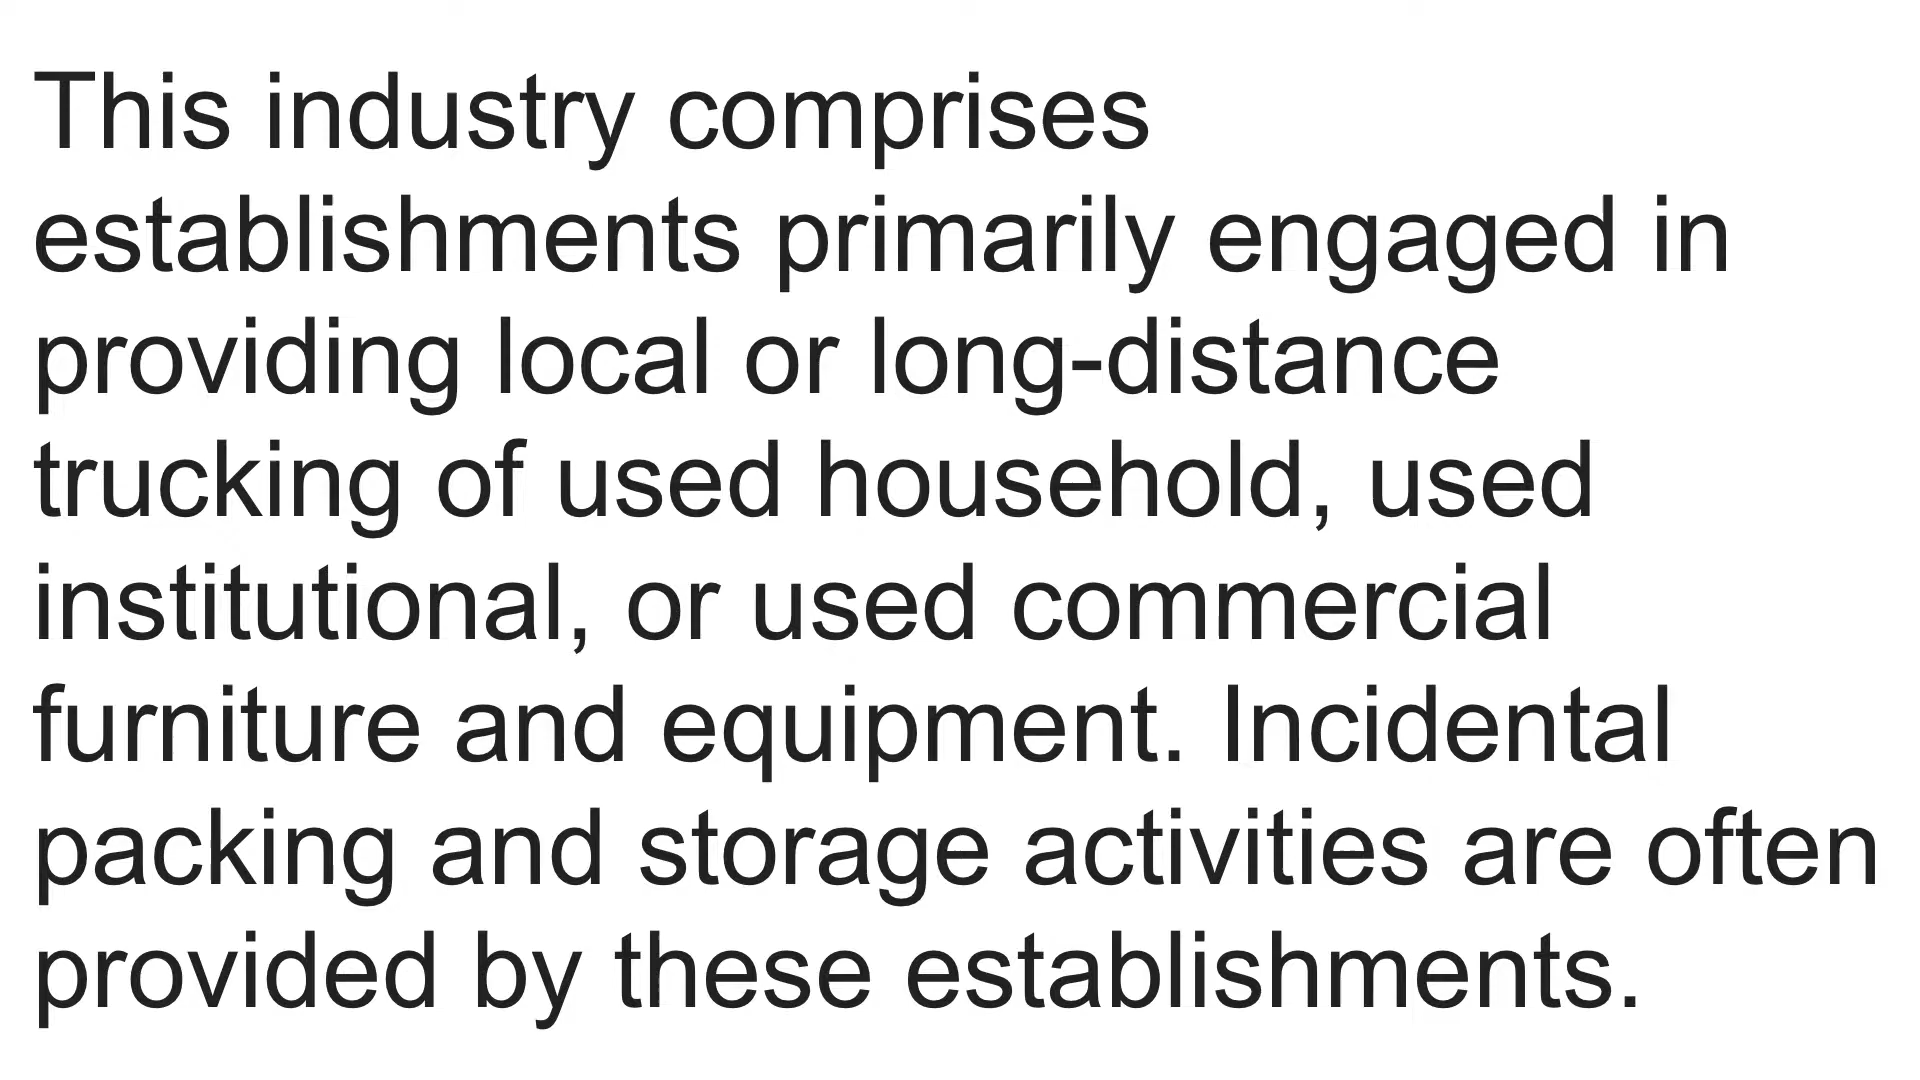 This industry comprises
establishments primarily engaged in
providing local or long-distance
trucking of used household, used
institutional, or used commercial
furniture and equipment. Incidental
packing and storage activities are often
provided by these establishments.